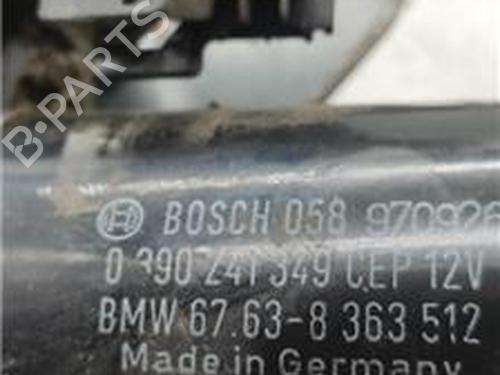 B-PARTS
BOSCH 058 970926
0 390 241 349 CEP 12V
BMW 67.63-8 363 512
Made in Germany